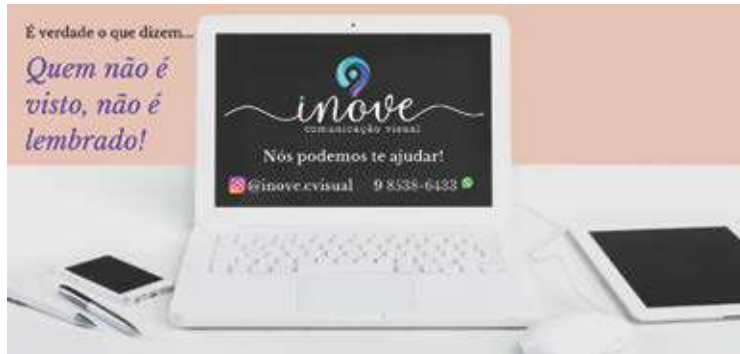 É verdade o que dizem...
Quem não é
visto, não é
lembrado!
inove
comunicação visual
Nós podemos te ajudar!
@inove.cvisual 9 8538-6433